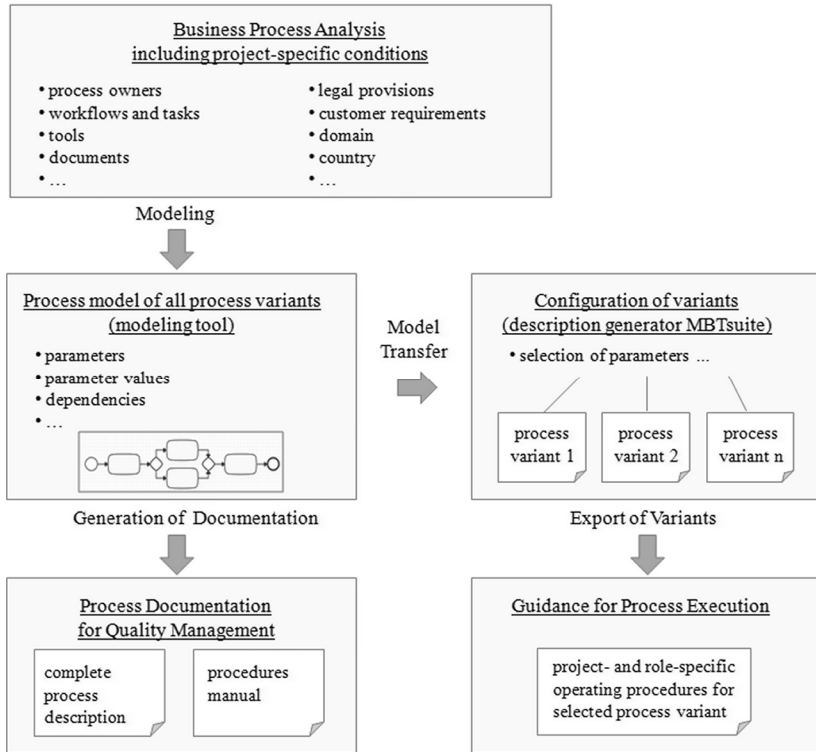 Business Process Analysis
including project-specific conditions
• process owners
• workflows and tasks
• tools
• documents
• ...
• legal provisions
• customer requirements
• domain
• country
• ...
Modeling
Process model of all process variants
(modeling tool)
• parameters
• parameter values
• dependencies
• ...
Model
Transfer
Configuration of variants
(description generator MBTsuite)
• selection of parameters ...
process
variant 1
process
variant 2
process
variant n
Generation of Documentation
Export of Variants
Process Documentation
for Quality Management
complete
process
description
procedures
manual
Guidance for Process Execution
project- and role-specific
operating procedures for
selected process variant